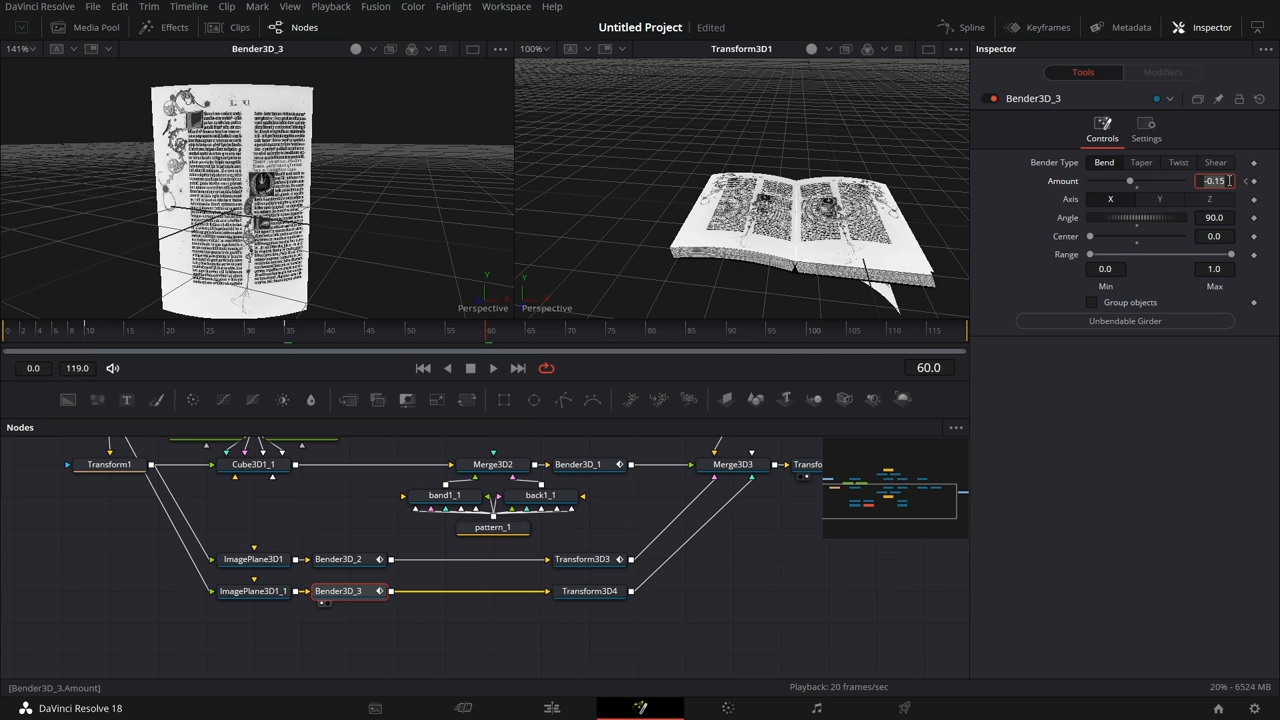 DaVinci Resolve File Edit Trim Timeline Clip Mark View Playback Fusion Color Fairlight Workspace Help
Media Pool Effects Clips Nodes Untitled Project Edited Spline Keyframes Metadata Inspector
141% Bender3D_3 100% Transform3D1 Inspector
Tools Modifiers
Bender3D_3
L U
Controls Settings
Bender Type Bend Taper Twist Shear
Amount -0.15
Axis X Y Z
Angle 90.0
Center 0.0
Range
0.0 1.0
Min Max
Group objects
Unbendable Girder
Y Y
Perspective Perspective
0 2 4 6 8 10 15 20 25 30 35 40 45 50 55 60 65 70 75 80 85 90 95 100 105 110 115
0.0 119.0 60.0
Nodes
Transform1 Cube3D1_1 Merge3D2 Bender3D_1 Merge3D3 Transfo
band1_1 back1_1
pattern_1
ImagePlane3D1 Bender3D_2 Transform3D3
ImagePlane3D1_1 Bender3D_3 Transform3D4
[Bender3D_3.Amount] Playback: 20 frames/sec 20% - 6524 MB
DaVinci Resolve 18